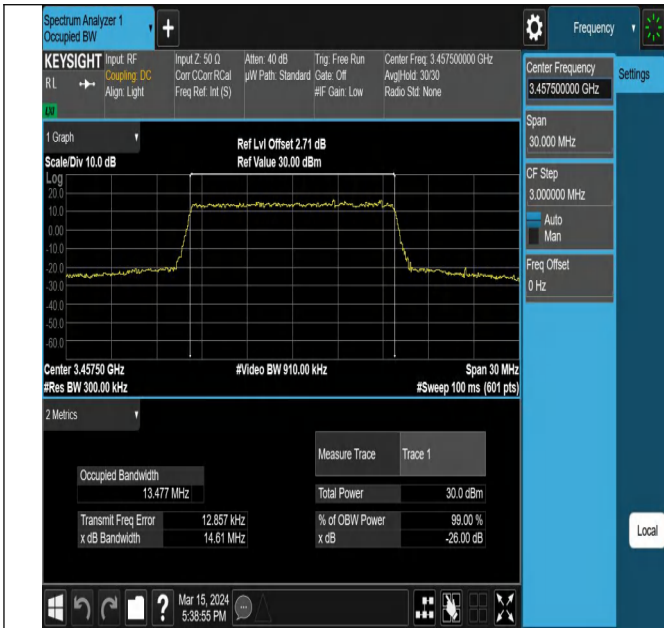 Spectrum Analyzer 1
Occupied BW
Frequency
KEYSIGHT
RL
LXI
Input: RF
Coupling: DC
Align: Light
Input Z: 50 Ω
Corr CCorr RCal
Freq Ref: Int (S)
Atten: 40 dB
µW Path: Standard
Trig: Free Run
Gate: Off
#IF Gain: Low
Center Freq: 3.457500000 GHz
Avg|Hold: 30/30
Radio Std: None
Center Frequency
3.457500000 GHz
Settings
Span
30.000 MHz
CF Step
3.000000 MHz
Auto
Man
Freq Offset
0 Hz
Local
1 Graph
Scale/Div 10.0 dB
Ref Lvl Offset 2.71 dB
Ref Value 30.00 dBm
Log
20.0
10.0
0.00
-10.0
-20.0
-30.0
-40.0
-50.0
-60.0
Center 3.45750 GHz
#Video BW 910.00 kHz
Span 30 MHz
#Res BW 300.00 kHz
#Sweep 100 ms (601 pts)
2 Metrics
Measure Trace Trace 1
Occupied Bandwidth
13.477 MHz
Total Power 30.0 dBm
Transmit Freq Error 12.857 kHz
% of OBW Power 99.00 %
x dB Bandwidth 14.61 MHz
x dB -26.00 dB
?
Mar 15, 2024
5:38:55 PM